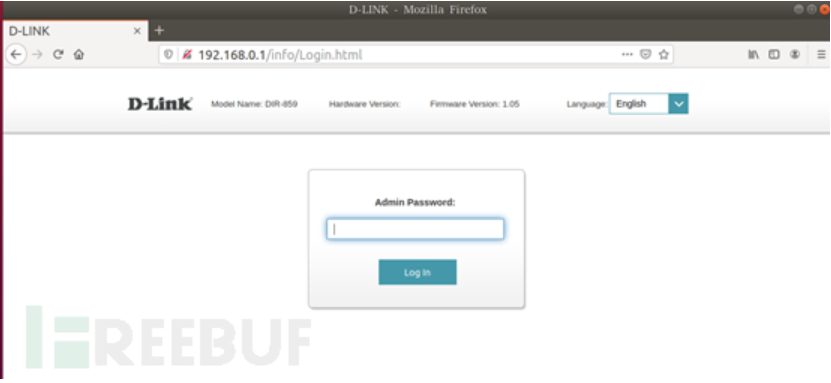 D-LINK - Mozilla Firefox
D-LINK
192.168.0.1/info/Login.html
D-Link Model Name: DIR-859 Hardware Version: Firmware Version: 1.05 Language: English
Admin Password:
Log In
FREEBUF